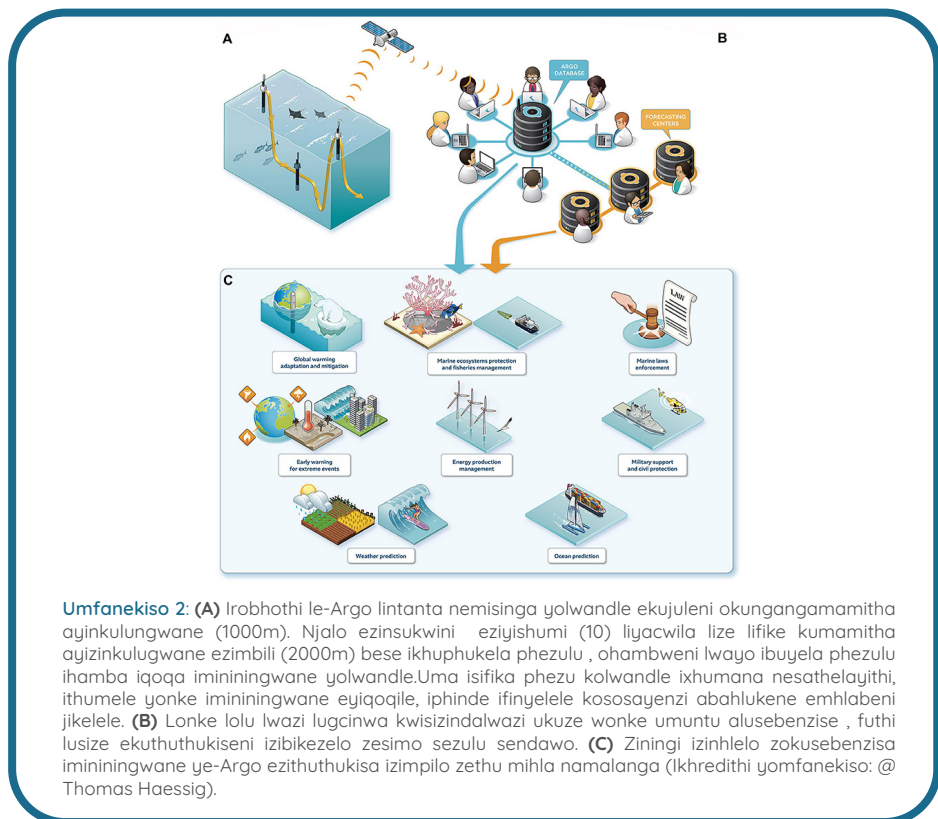 A
B
ARGO
DATABASE
FORECASTING
CENTERS
C
LAW
Global warming
adaptation and mitigation
Marine ecosystems protection
and fisheries management
Marine laws
enforcement
Early warning
for extreme events
Energy production
management
Military support
and civil protection
Weather prediction
Ocean prediction
Umfanekiso 2: (A) Irobhothi le-Argo lintanta nemisinga yolwandle ekujuleni okungangamamitha
ayinkulungwane (1000m). Njalo ezinsukwini eziyishumi (10) liyacwila lize lifike kumamitha
ayizinkulugwane ezimbili (2000m) bese ikhuphukela phezulu , ohambweni lwayo ibuyela phezulu
ihamba iqoqa imininingwane yolwandle.Uma isifika phezu kolwandle ixhumana nesathelayithi,
ithumele yonke imininingwane eyiqoqile, iphinde ifinyelele kososayenzi abahlukene emhlabeni
jikelele. (B) Lonke lolu lwazi lugcinwa kwisizindalwazi ukuze wonke umuntu alusebenzise , futhi
lusize ekuthuthukiseni izibikezelo zesimo sezulu sendawo. (C) Ziningi izinhlelo zokusebenzisa
imininingwane ye-Argo ezithuthukisa izimpilo zethu mihla namalanga (Ikhredithi yomfanekiso: @
Thomas Haessig).